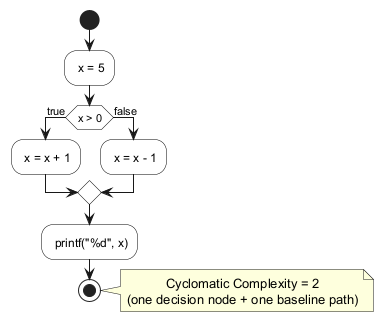 x = 5
x > 0
true
false
x = x + 1
x = x - 1
printf("%d", x)
Cyclomatic Complexity = 2
(one decision node + one baseline path)